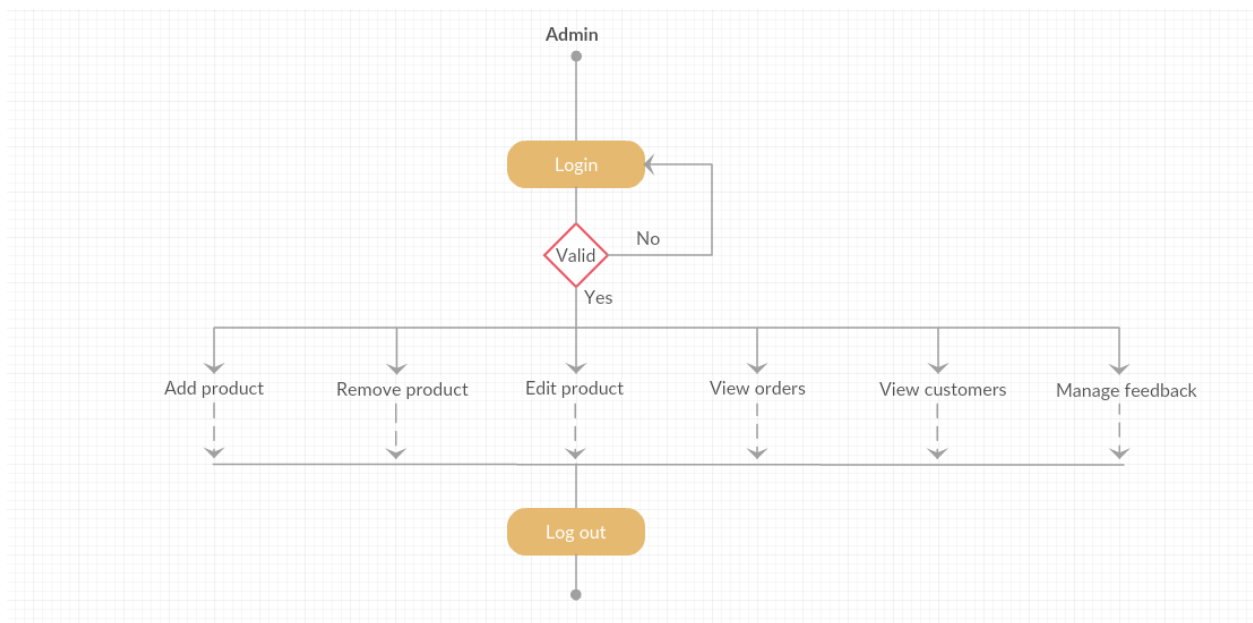 Admin
Login
No
Valid
Yes
Add product
Remove product
Edit product
View orders
View customers
Manage feedback
Log out